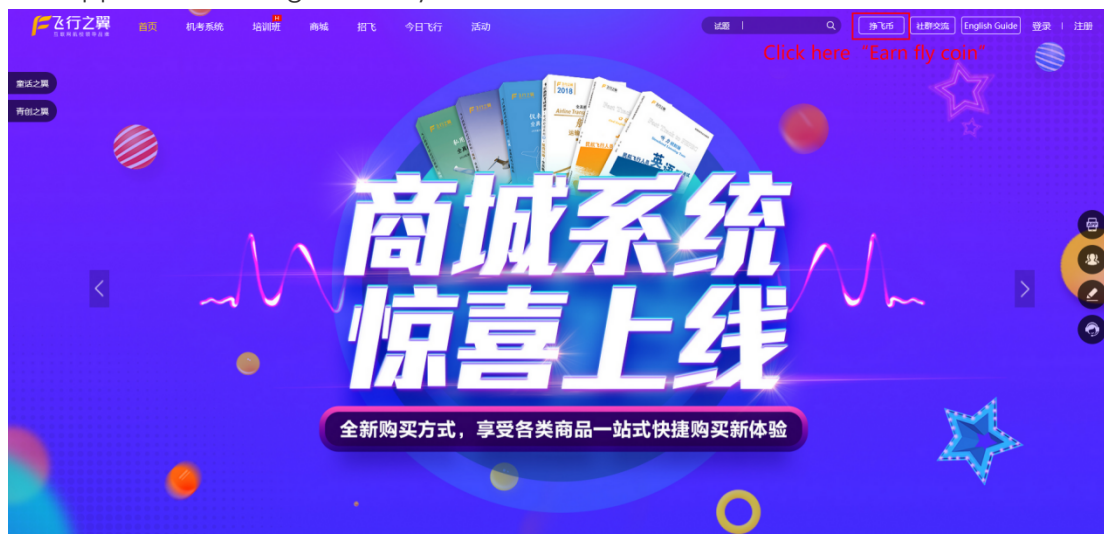 飞行之翼
首页
机考系统
培训班
商城
招飞
今日飞行
活动
试题
挣飞币
社群交流
English Guide
登录
注册
Click here "Earn fly coin"
童话之翼
青创之翼
2018
英语
商城系统
惊喜上线
全新购买方式，享受各类商品一站式快捷购买新体验